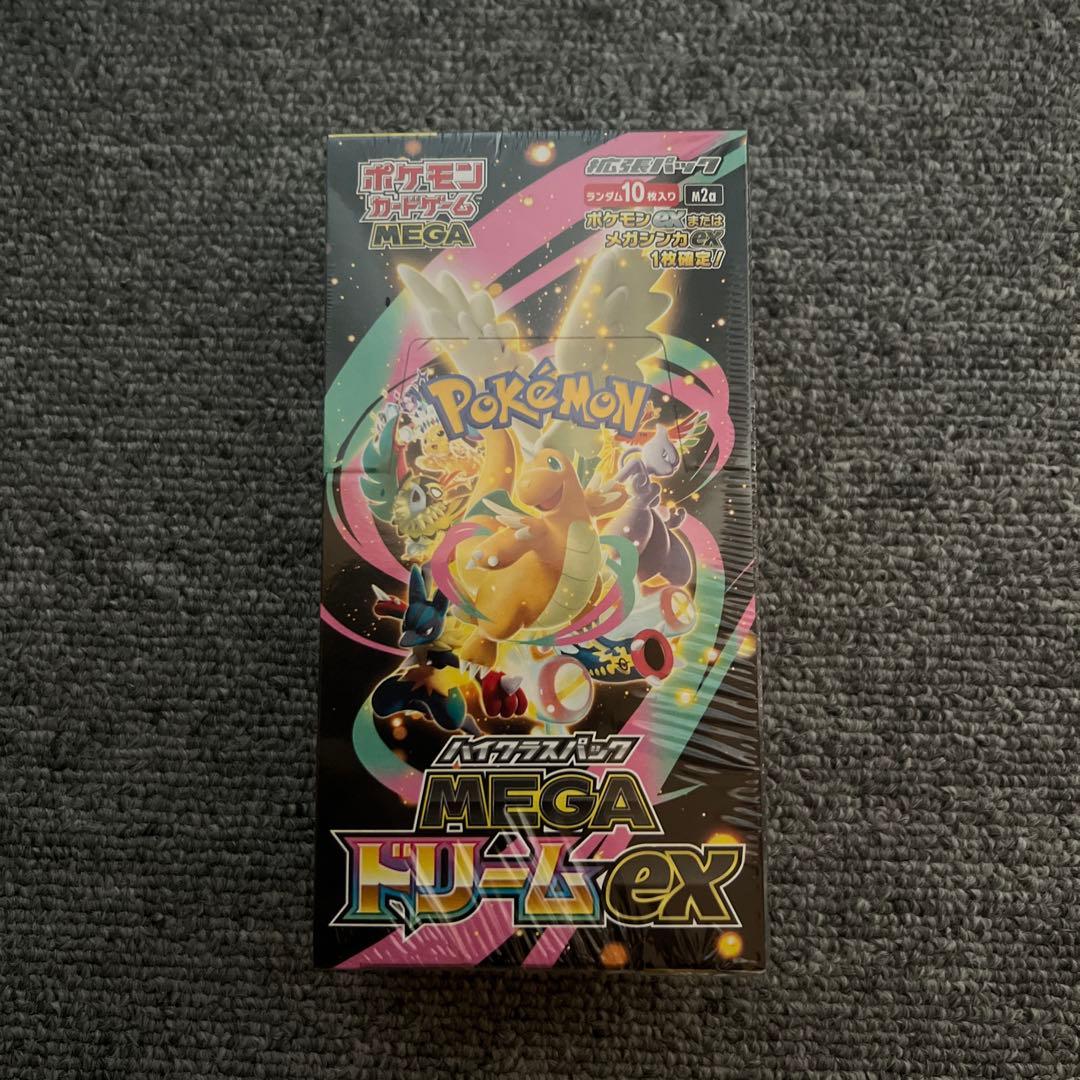 ポケモン
カードゲーム
MEGA
拡張パック
ランダム10枚入り
M2a
ポケモンexまたは
メガシンカex
1枚確定!
POKéMON
ハイクラスパック
MEGA
ドリームex